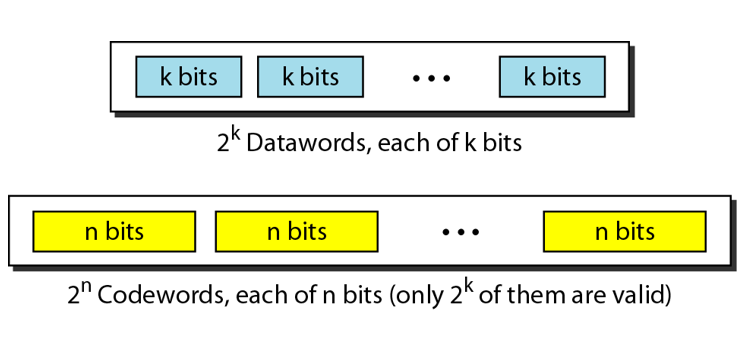 k bits k bits ... k bits
2^k Datawords, each of k bits
n bits n bits ... n bits
2^n Codewords, each of n bits (only 2^k of them are valid)